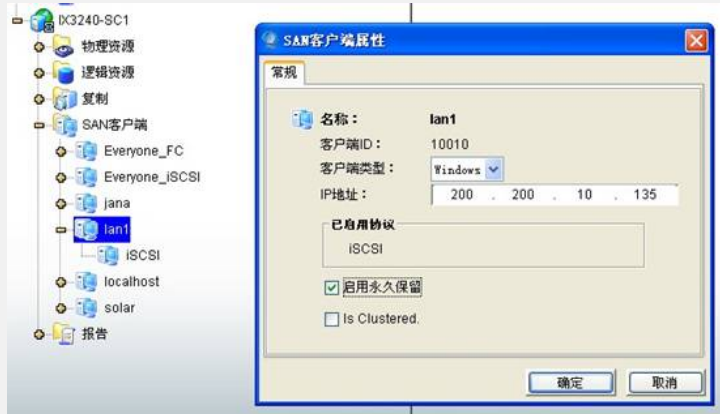 IX3240-SC1
物理资源
逻辑资源
复制
SAN客户端
Everyone_FC
Everyone_iSCSI
jana
lan1
iSCSI
localhost
solar
报告
SAN客户端属性
常规
名称： lan1
客户端ID： 10010
客户端类型： Windows
IP地址： 200 . 200 . 10 . 135
已启用协议
iSCSI
启用永久保留
Is Clustered.
确定 取消